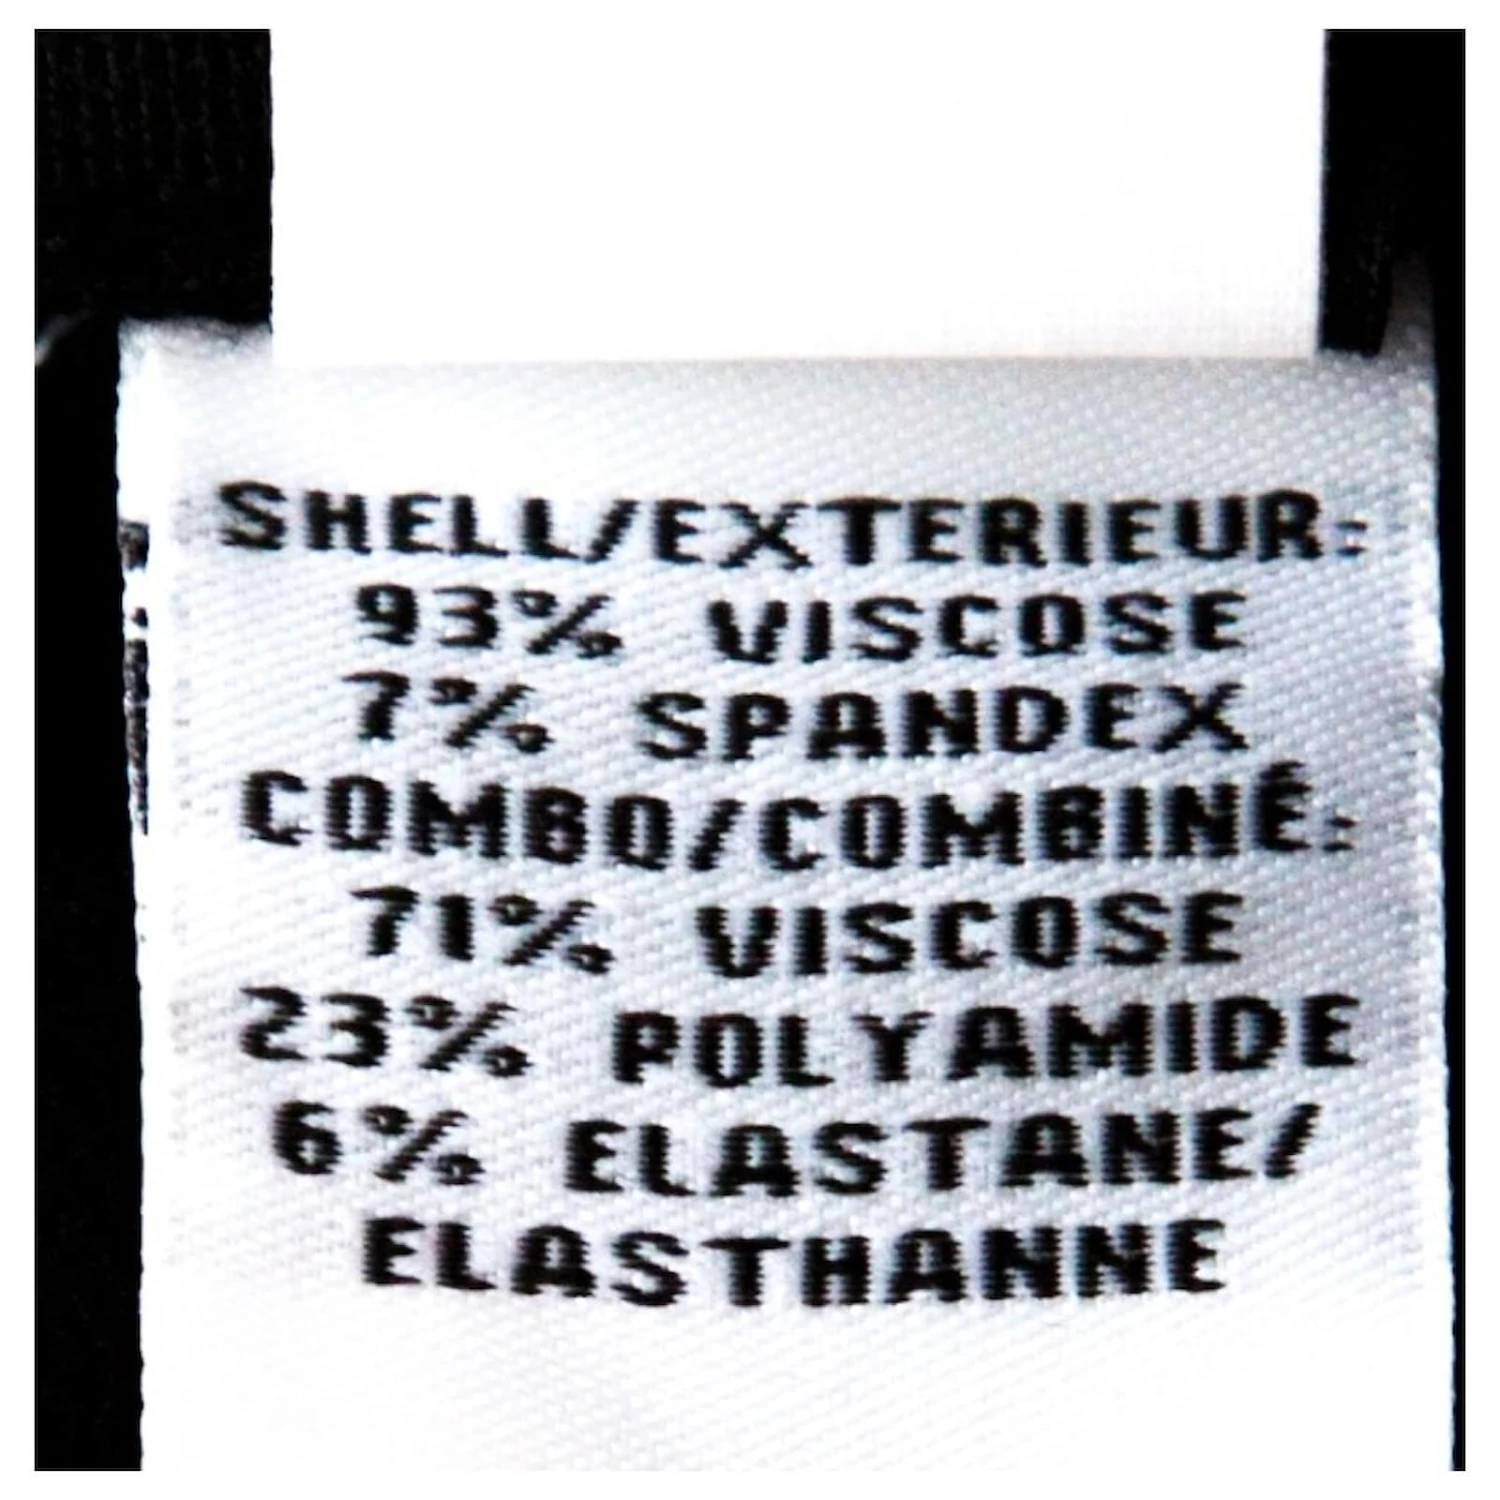 SHELL/EXTERIEUR:
93% VISCOSE
7% SPANDEX
COMBO/COMBINÉ:
71% VISCOSE
23% POLYAMIDE
6% ELASTANE/
ELASTHANNE